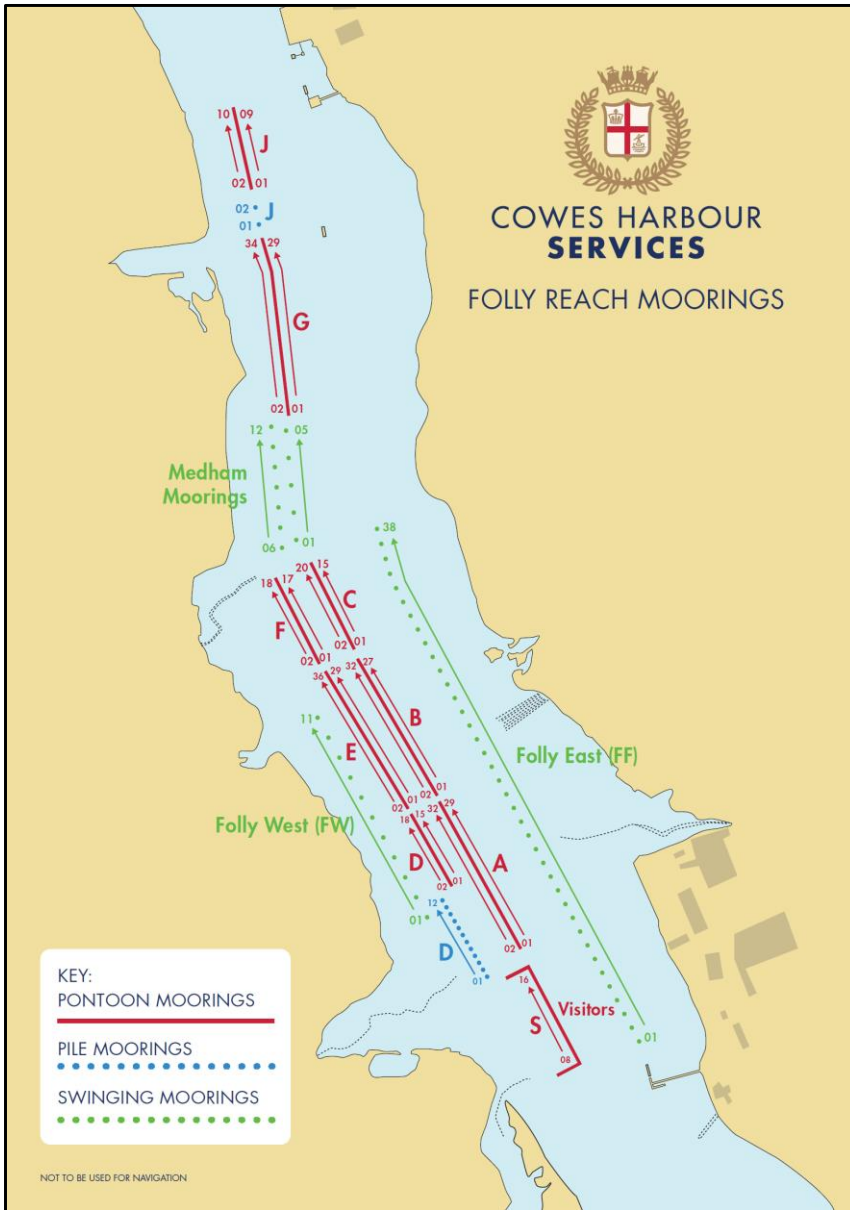 COWES HARBOUR
SERVICES
FOLLY REACH MOORINGS
10 09
J
02 01
02 J
01
34 29
G
02 01
12 05
Medham
Moorings
06 01
38
18 17
20 15
C
F
02 01
02 01
36 29
32 27
B
E
Folly East (FF)
11
02 01
02 01
Folly West (FW)
18 15
32 29
D
A
02 01
12
01
D
02 01
01
16
Visitors
S
08
01
KEY:
PONTOON MOORINGS
PILE MOORINGS
SWINGING MOORINGS
NOT TO BE USED FOR NAVIGATION